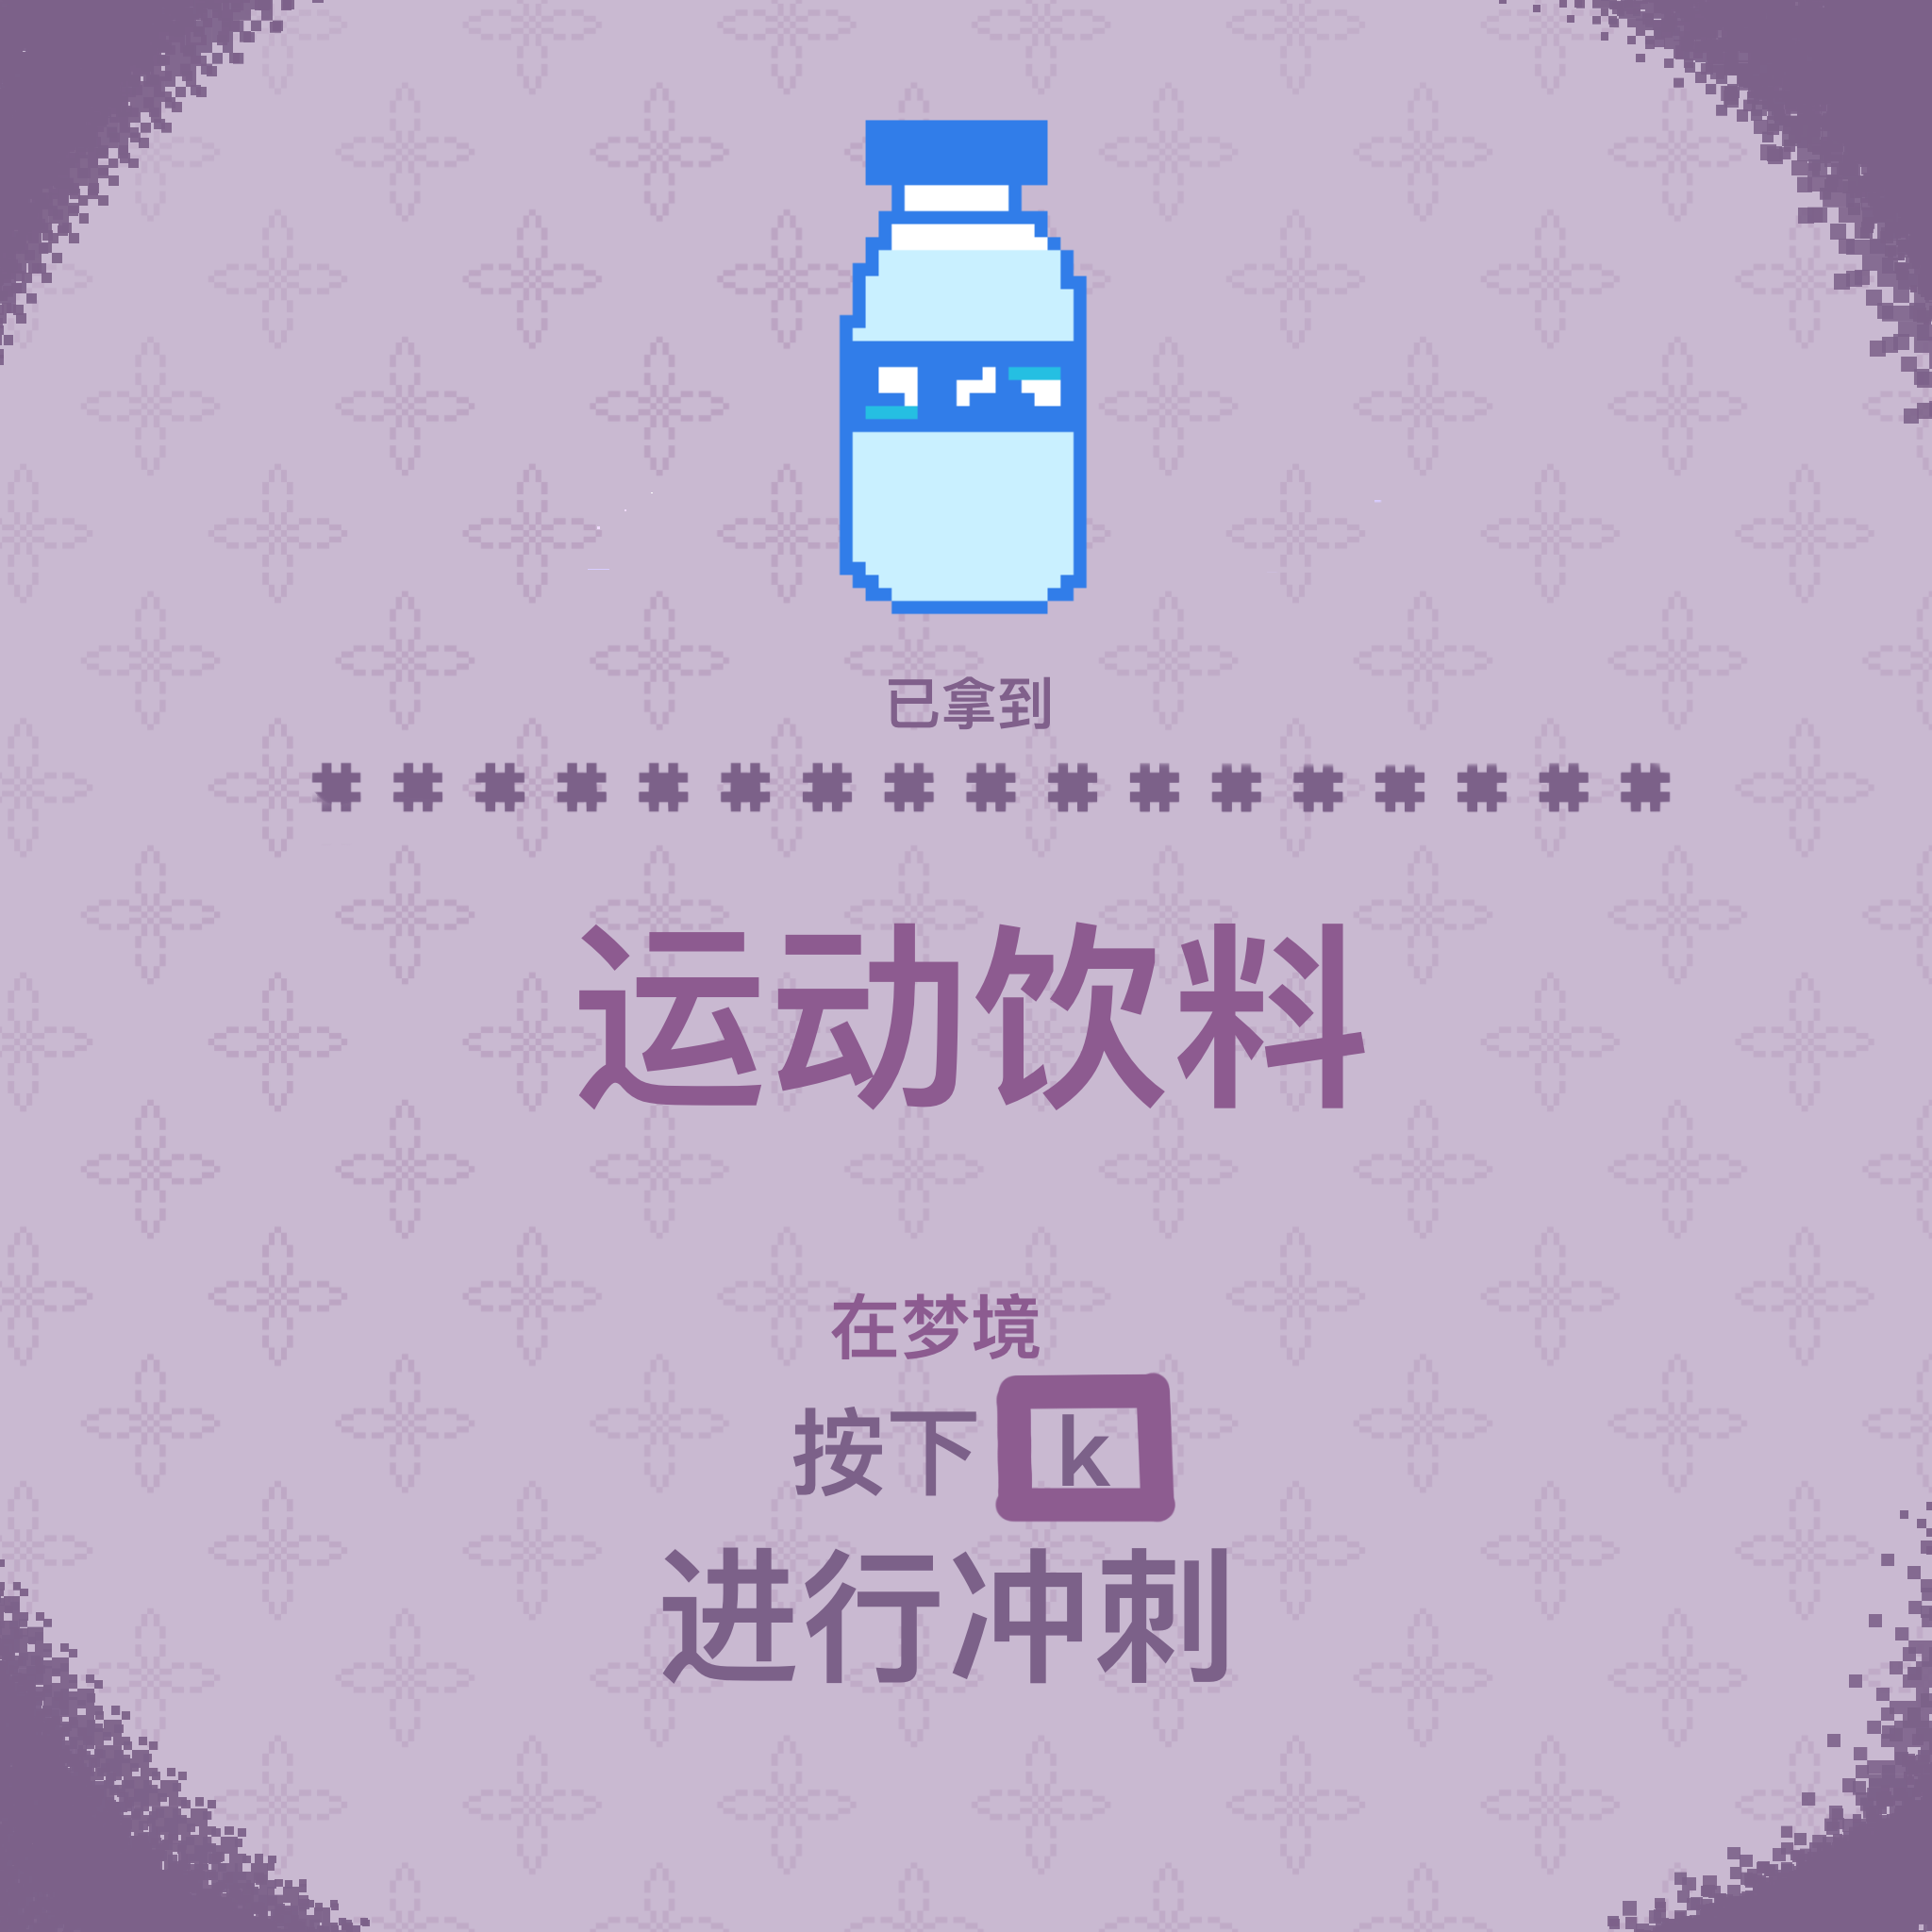 已拿到
运动饮料
在梦境
按下 k
进行冲刺